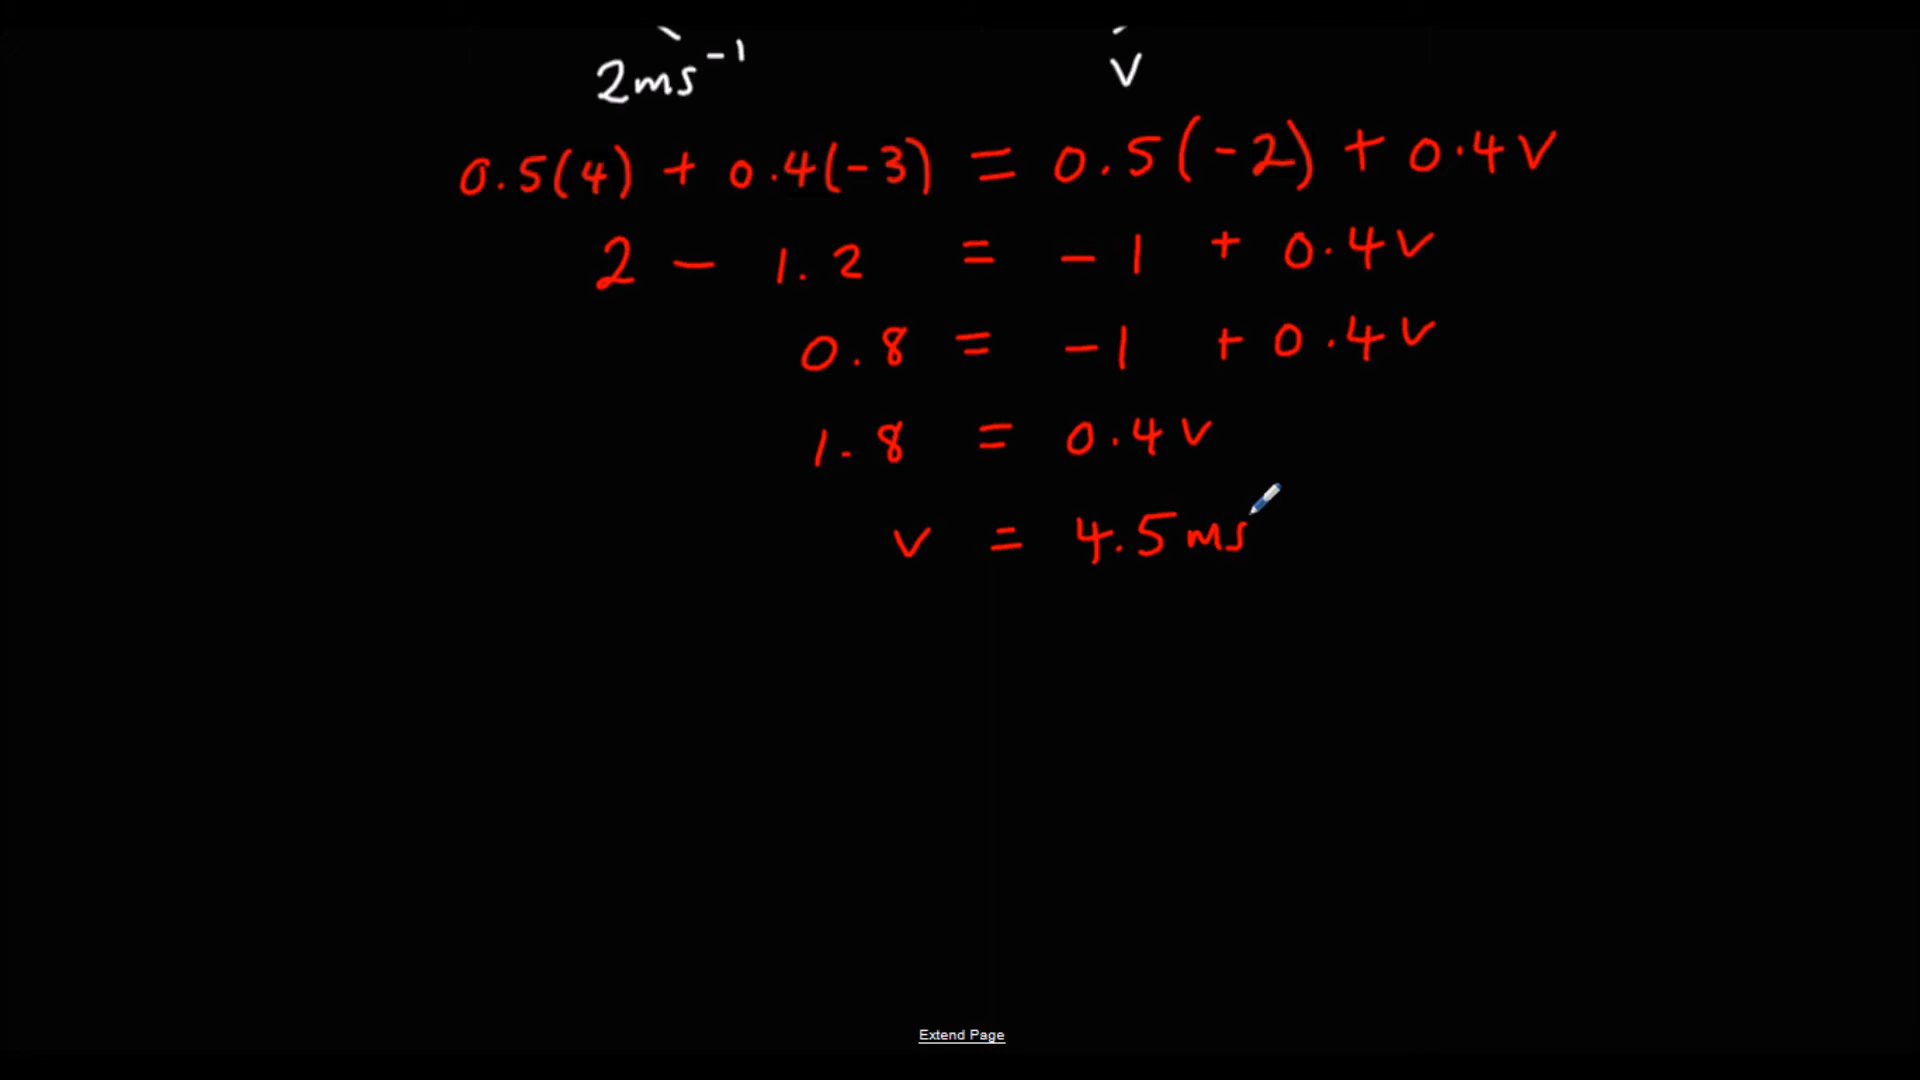 2ms⁻¹ v
0.5(4) + 0.4(-3) = 0.5(-2) + 0.4v
2 - 1.2 = -1 + 0.4v
0.8 = -1 + 0.4v
1.8 = 0.4v
v = 4.5ms
Extend Page